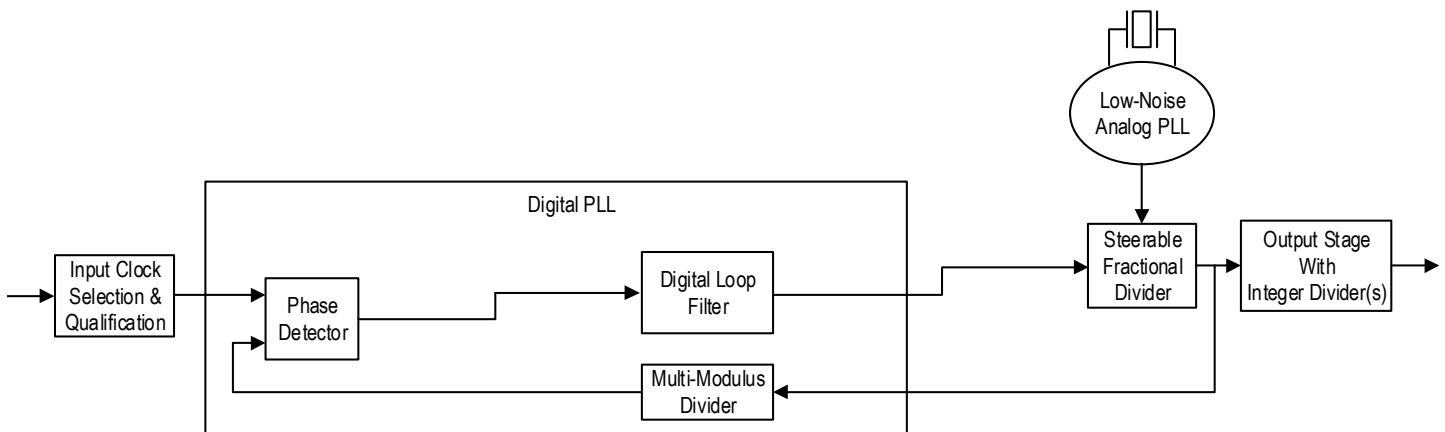 Low-Noise
Analog PLL
Digital PLL
Input Clock
Selection &
Qualification
Phase
Detector
Digital Loop
Filter
Multi-Modulus
Divider
Steerable
Fractional
Divider
Output Stage
With
Integer Divider(s)